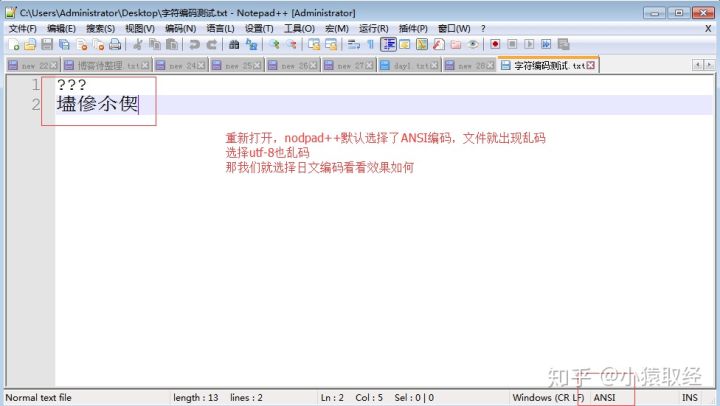 C:\Users\Administrator\Desktop\字符编码测试.txt - Notepad++ [Administrator]
文件(F) 编辑(E) 搜索(S) 视图(V) 编码(N) 语言(L) 设置(T) 工具(O) 宏(M) 运行(R) 插件(P) 窗口(W) ? X
new 22 博客待整理.txt new 24 new 25 new 26 new 27 day1.txt new 28 字符编码测试.txt
1 ???
2 墟偧尒偰
重新打开，nodpad++默认选择了ANSI编码，文件就出现乱码
选择utf-8也乱码
那我们就选择日文编码看看效果如何
知乎 @小猿取经
Normal text file length : 13 lines : 2 Ln : 2 Col : 5 Sel : 0 | 0 Windows (CR LF) ANSI INS